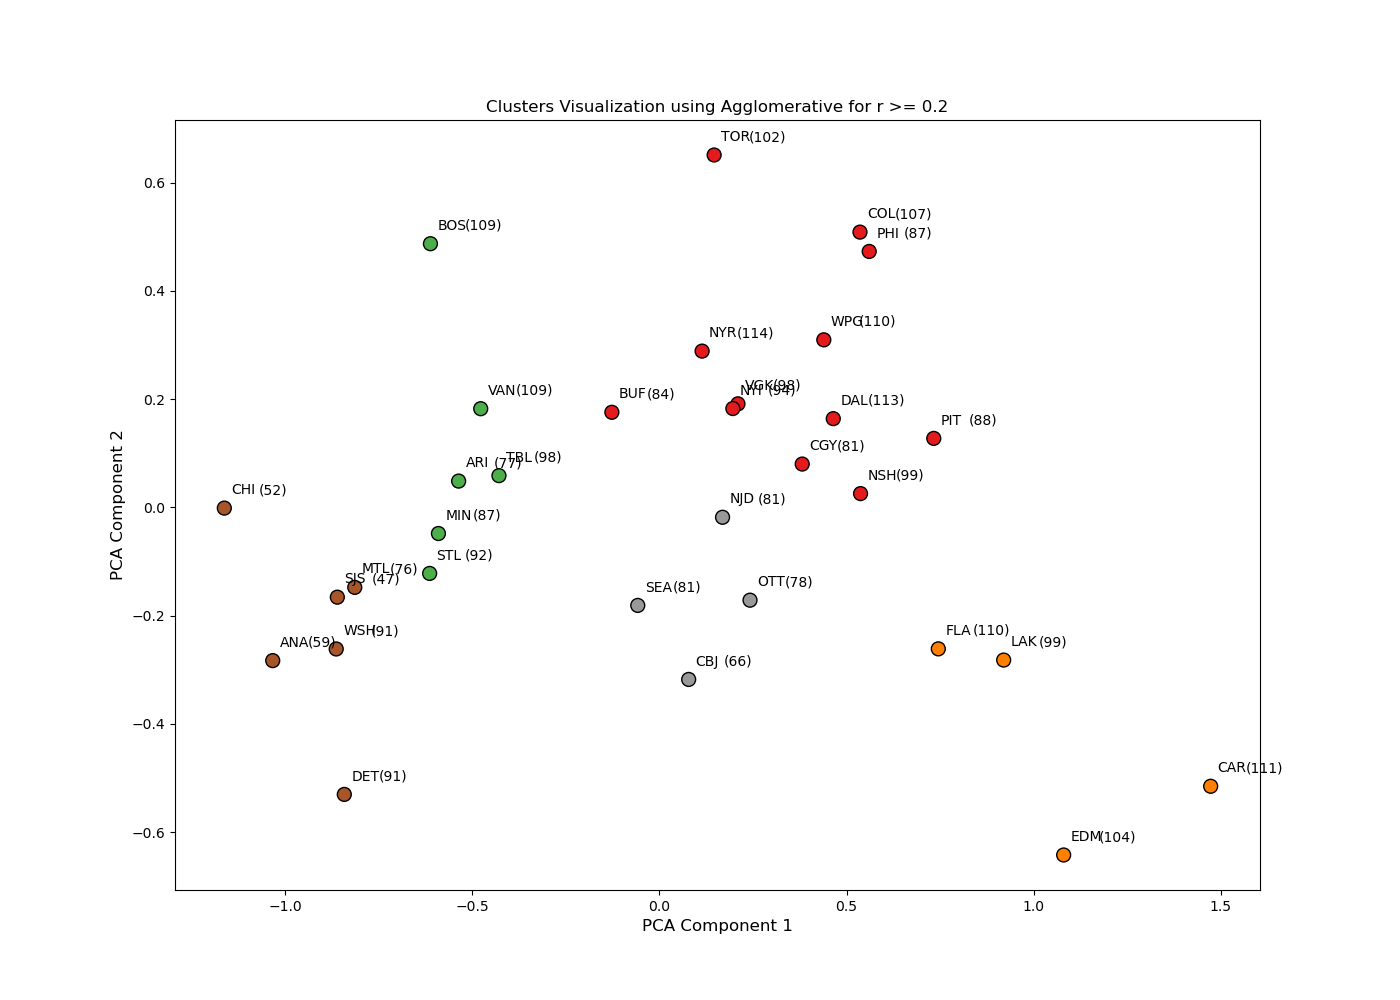 Clusters Visualization using Agglomerative for r >= 0.2
TOR(102)
0.6
COL(107)
BOS(109)
PHI (87)
0.4
WPG(110)
NYR(114)
VGK(98)
VAN(109)
NYI (94)
BUF(84)
0.2
DAL(113)
PIT (88)
CGY(81)
TBL(98)
ARI (77)
NSH(99)
CHI (52)
NJD (81)
0.0
MIN(87)
STL (92)
MTL(76)
SJS (47)
OTT(78)
SEA(81)
−0.2
WSH(91)
FLA(110)
ANA(59)
LAK(99)
CBJ (66)
−0.4
CAR(111)
DET(91)
−0.6
EDM(104)
−1.0 −0.5 0.0 0.5 1.0 1.5
PCA Component 1
PCA Component 2